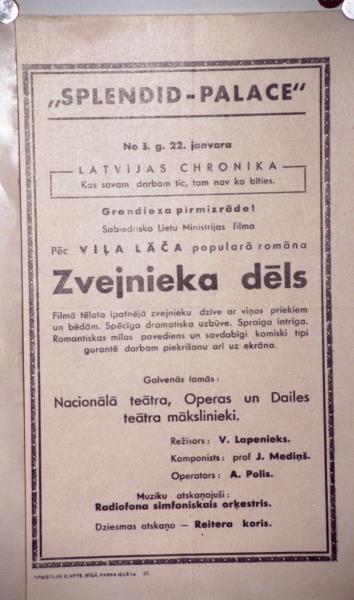 „SPLENDID-PALACE“
No š. g. 22. janvara
LATVIJAS CHRONIKA
Kas savam darbam tic, tam nav ko bīties.
Grandioza pirmizrāde!
Sabiedrisko Lietu Ministrijas filma
Pēc VIĻA LĀČA populārā romāna
Zvejnieka dēls
Filmā tēlota īpatnējā zvejnieku dzīve ar viņas priekiem
un bēdām. Spēcīga dramatiska uzbūve. Spraiga intrīga.
Romantiskas mīlas pavediens un savdabīgi komiski tipi
garantē darbam piekrišanu arī uz ekrāna.
Galvenās lomās:
Nacionālā teātra, Operas un Dailes
teātra mākslinieki.
Režisors: V. Lapenieks.
Komponists: prof J. Mediņš.
Operators: A. Polis.
Muziku atskaņojuši:
Radiofona simfoniskais orķestris.
Dziesmas atskaņo — Reitera koris.
RĪGĀ,